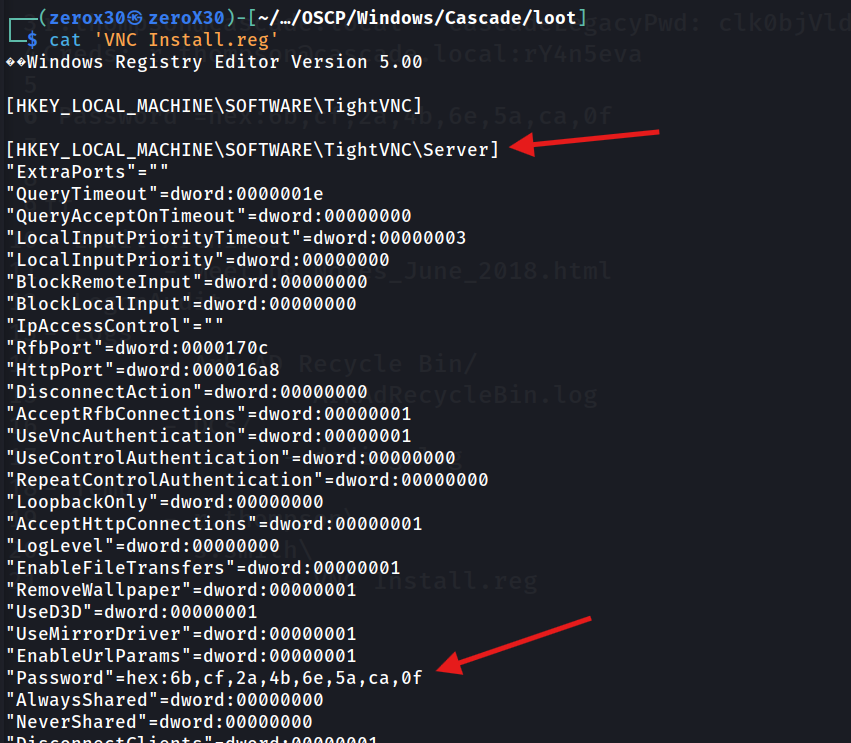 (zerox30㉿zeroX30)-[~/…/OSCP/Windows/Cascade/loot]
$ cat 'VNC Install.reg'
��Windows Registry Editor Version 5.00
[HKEY_LOCAL_MACHINE\SOFTWARE\TightVNC]
[HKEY_LOCAL_MACHINE\SOFTWARE\TightVNC\Server]
"ExtraPorts"=""
"QueryTimeout"=dword:0000001e
"QueryAcceptOnTimeout"=dword:00000000
"LocalInputPriorityTimeout"=dword:00000003
"LocalInputPriority"=dword:00000000
"BlockRemoteInput"=dword:00000000
"BlockLocalInput"=dword:00000000
"IpAccessControl"=""
"RfbPort"=dword:0000170c
"HttpPort"=dword:000016a8
"DisconnectAction"=dword:00000000
"AcceptRfbConnections"=dword:00000001
"UseVncAuthentication"=dword:00000001
"UseControlAuthentication"=dword:00000000
"RepeatControlAuthentication"=dword:00000000
"LoopbackOnly"=dword:00000000
"AcceptHttpConnections"=dword:00000001
"LogLevel"=dword:00000000
"EnableFileTransfers"=dword:00000001
"RemoveWallpaper"=dword:00000001
"UseD3D"=dword:00000001
"UseMirrorDriver"=dword:00000001
"EnableUrlParams"=dword:00000001
"Password"=hex:6b,cf,2a,4b,6e,5a,ca,0f
"AlwaysShared"=dword:00000000
"NeverShared"=dword:00000000
"DisconnectClients"=dword:00000001